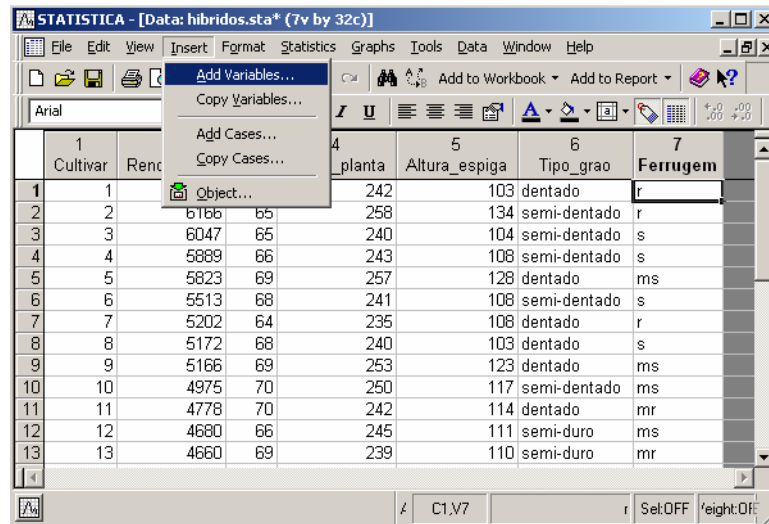 STATISTICA - [Data: hibridos.sta* (7v by 32c)]
File Edit View Insert Format Statistics Graphs Tools Data Window Help
Add to Workbook Add to Report
Add Variables...
Copy Variables...
Add Cases...
Copy Cases...
Object...
Arial I U
1 4 5 6 7
Cultivar _planta Altura_espiga Tipo_grao Ferrugem
1 1 242 103 dentado r
2 2 6166 65 258 134 semi-dentado r
3 3 6047 65 240 104 semi-dentado s
4 4 5889 66 243 108 semi-dentado s
5 5 5823 69 257 128 dentado ms
6 6 5513 68 241 108 semi-dentado s
7 7 5202 64 235 108 dentado r
8 8 5172 68 240 103 dentado s
9 9 5166 69 253 123 dentado ms
10 10 4975 70 250 117 semi-dentado ms
11 11 4778 70 242 114 dentado mr
12 12 4680 66 245 111 semi-duro ms
13 13 4660 69 239 110 semi-duro mr
C1,V7 r Sel:OFF